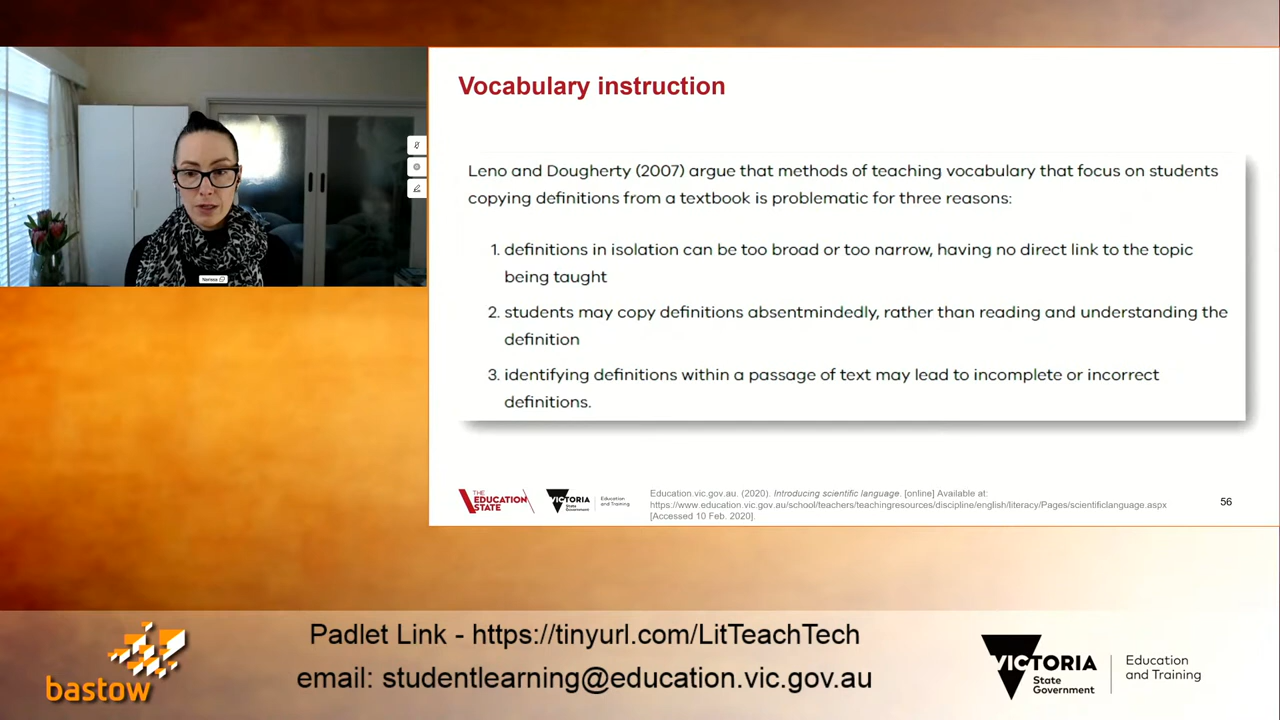 Vocabulary instruction
Leno and Dougherty (2007) argue that methods of teaching vocabulary that focus on students
copying definitions from a textbook is problematic for three reasons:
1. definitions in isolation can be too broad or too narrow, having no direct link to the topic
being taught
2. students may copy definitions absentmindedly, rather than reading and understanding the
definition
3. identifying definitions within a passage of text may lead to incomplete or incorrect
definitions.
Nerissa
THE
EDUCATION
STATE
VICTORIA
State
Government
Education
and Training
Education.vic.gov.au. (2020). Introducing scientific language. [online] Available at:
https://www.education.vic.gov.au/school/teachers/teachingresources/discipline/english/literacy/Pages/scientificlanguage.aspx
[Accessed 10 Feb. 2020].
56
bastow
Padlet Link - https://tinyurl.com/LitTeachTech
email: studentlearning@education.vic.gov.au
VICTORIA
State
Government
Education
and Training